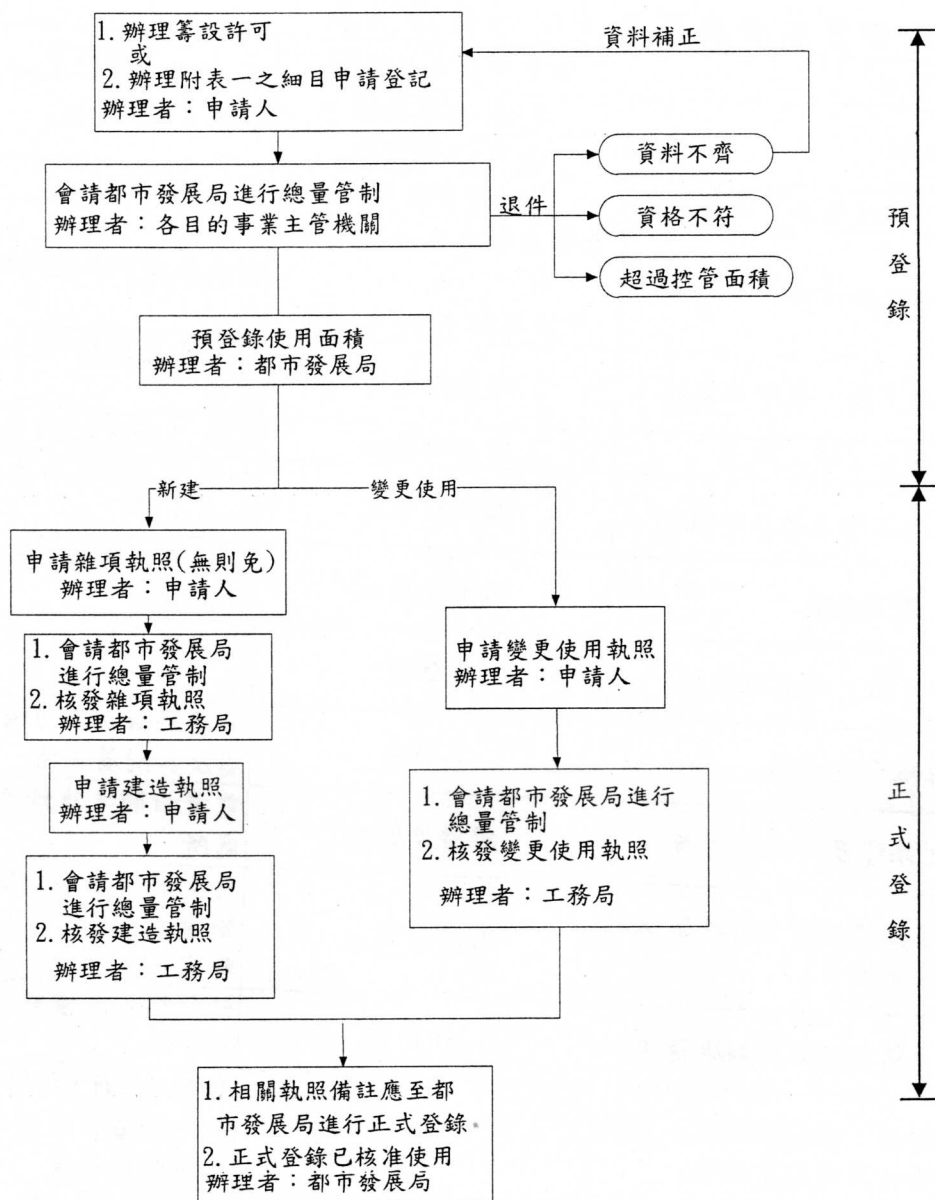 1. 辦理籌設許可
或
2. 辦理附表一之細目申請登記
辦理者：申請人
資料補正
會請都市發展局進行總量管制
辦理者：各目的事業主管機關
退件
資料不齊
資格不符
超過控管面積
預登錄
預登錄使用面積
辦理者：都市發展局
新建
變更使用
申請雜項執照(無則免)
辦理者：申請人
1. 會請都市發展局
進行總量管制
2. 核發雜項執照
辦理者：工務局
申請建造執照
辦理者：申請人
1. 會請都市發展局
進行總量管制
2. 核發建造執照
辦理者：工務局
申請變更使用執照
辦理者：申請人
1. 會請都市發展局進行
總量管制
2. 核發變更使用執照
辦理者：工務局
正式登錄
1. 相關執照備註應至都
市發展局進行正式登錄
2. 正式登錄已核准使用
辦理者：都市發展局